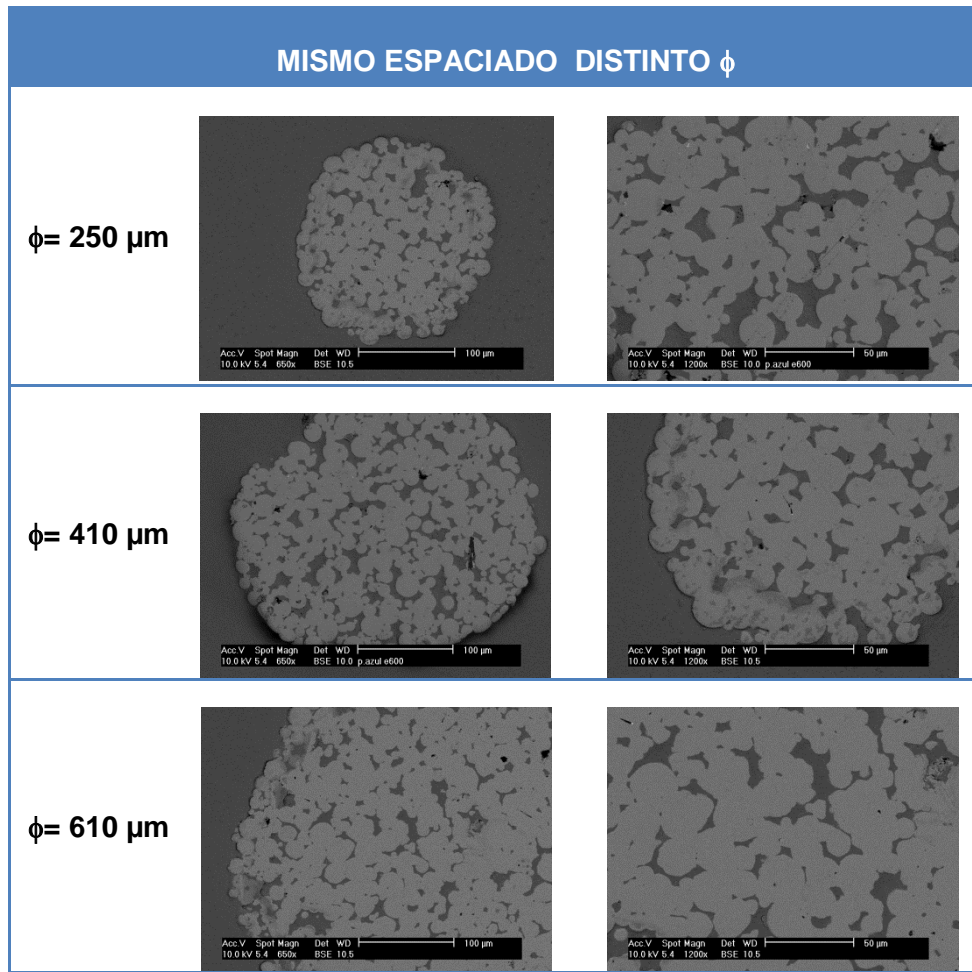 MISMO ESPACIADO DISTINTO ϕ
ϕ= 250 µm
Acc.V Spot Magn Det WD 100 µm
10.0 kV 5.4 650x BSE 10.5
Acc.V Spot Magn Det WD 50 µm
10.0 kV 5.4 1200x BSE 10.0 p.azul e600
ϕ= 410 µm
Acc.V Spot Magn Det WD 100 µm
10.0 kV 5.4 650x BSE 10.0 p.azul e600
Acc.V Spot Magn Det WD 50 µm
10.0 kV 5.4 1200x BSE 10.5
ϕ= 610 µm
Acc.V Spot Magn Det WD 100 µm
10.0 kV 5.4 650x BSE 10.5
Acc.V Spot Magn Det WD 50 µm
10.0 kV 5.4 1200x BSE 10.5